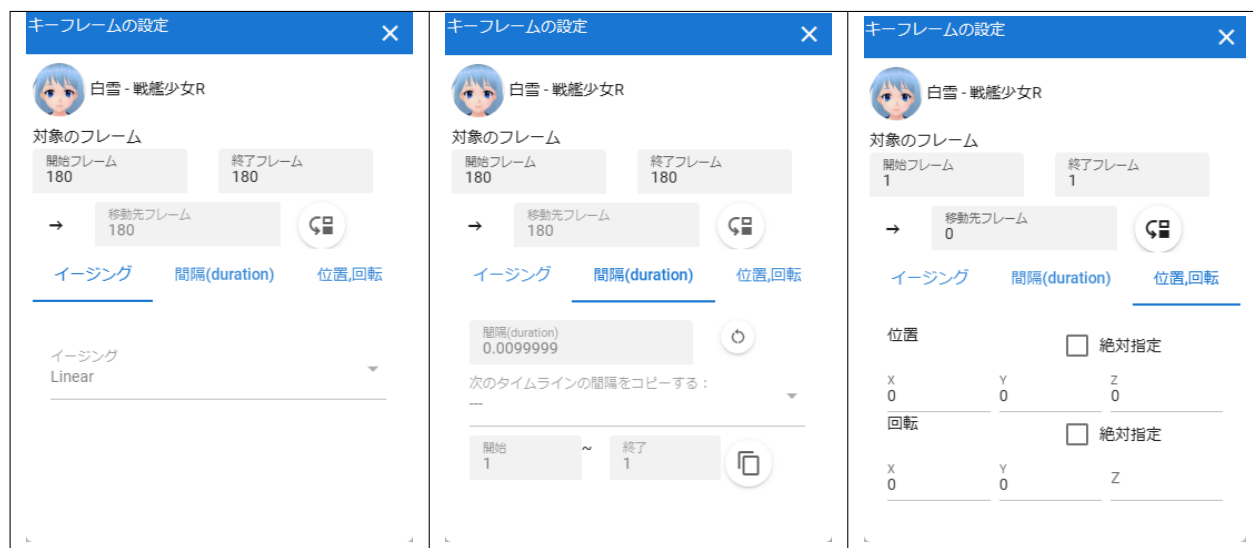 キーフレームの設定
白雪 - 戦艦少女R
対象のフレーム
開始フレーム 終了フレーム
180 180
→ 移動先フレーム
180
イージング 間隔(duration) 位置,回転
イージング
Linear
キーフレームの設定
白雪 - 戦艦少女R
対象のフレーム
開始フレーム 終了フレーム
180 180
→ 移動先フレーム
180
イージング 間隔(duration) 位置,回転
間隔(duration)
0.0099999
次のタイムラインの間隔をコピーする：
---
開始 ~ 終了
1 1
キーフレームの設定
白雪 - 戦艦少女R
対象のフレーム
開始フレーム 終了フレーム
1 1
→ 移動先フレーム
0
イージング 間隔(duration) 位置,回転
位置 絶対指定
X Y Z
0 0 0
回転 絶対指定
X Y Z
0 0